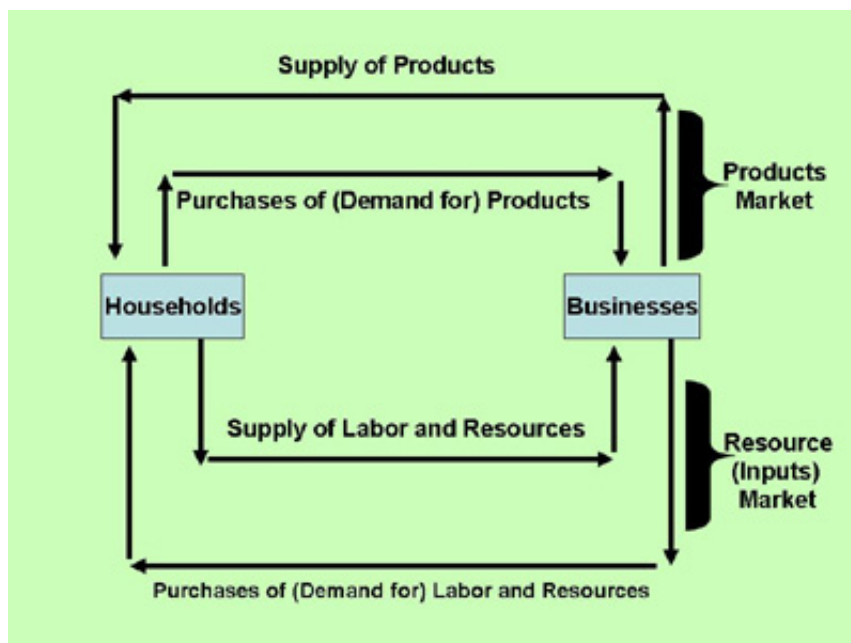 Supply of Products
Purchases of (Demand for) Products
Products
Market
Households
Businesses
Supply of Labor and Resources
Resource
(Inputs)
Market
Purchases of (Demand for) Labor and Resources